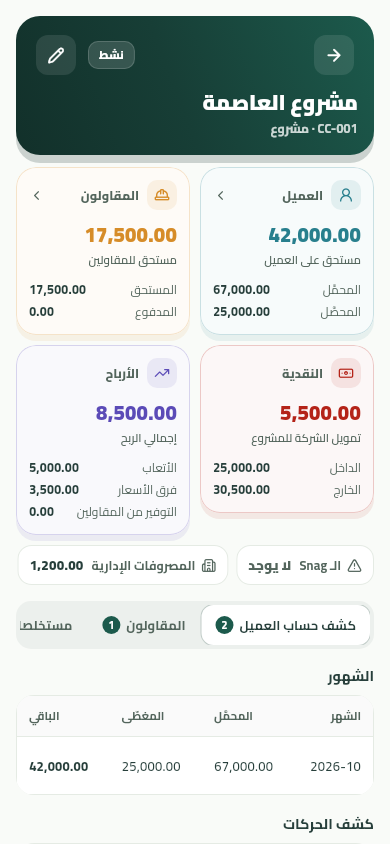 نشط
مشروع العاصمة
CC-001 · مشروع
العميل
42,000.00
مستحق على العميل
المحمّل 67,000.00
المحصّل 25,000.00
المقاولون
17,500.00
مستحق للمقاولين
المستحق 17,500.00
المدفوع 0.00
النقدية
5,500.00
تمويل الشركة للمشروع
الداخل 25,000.00
الخارج 30,500.00
الأرباح
8,500.00
إجمالي الربح
الأتعاب 5,000.00
فرق الأسعار 3,500.00
التوفير من المقاولين 0.00
الـ Snag لا يوجد
المصروفات الإدارية 1,200.00
كشف حساب العميل 2
المقاولون 1
الشهور
الشهر المحمّل المغطّى الباقي
2026-10 67,000.00 25,000.00 42,000.00
كشف الحركات